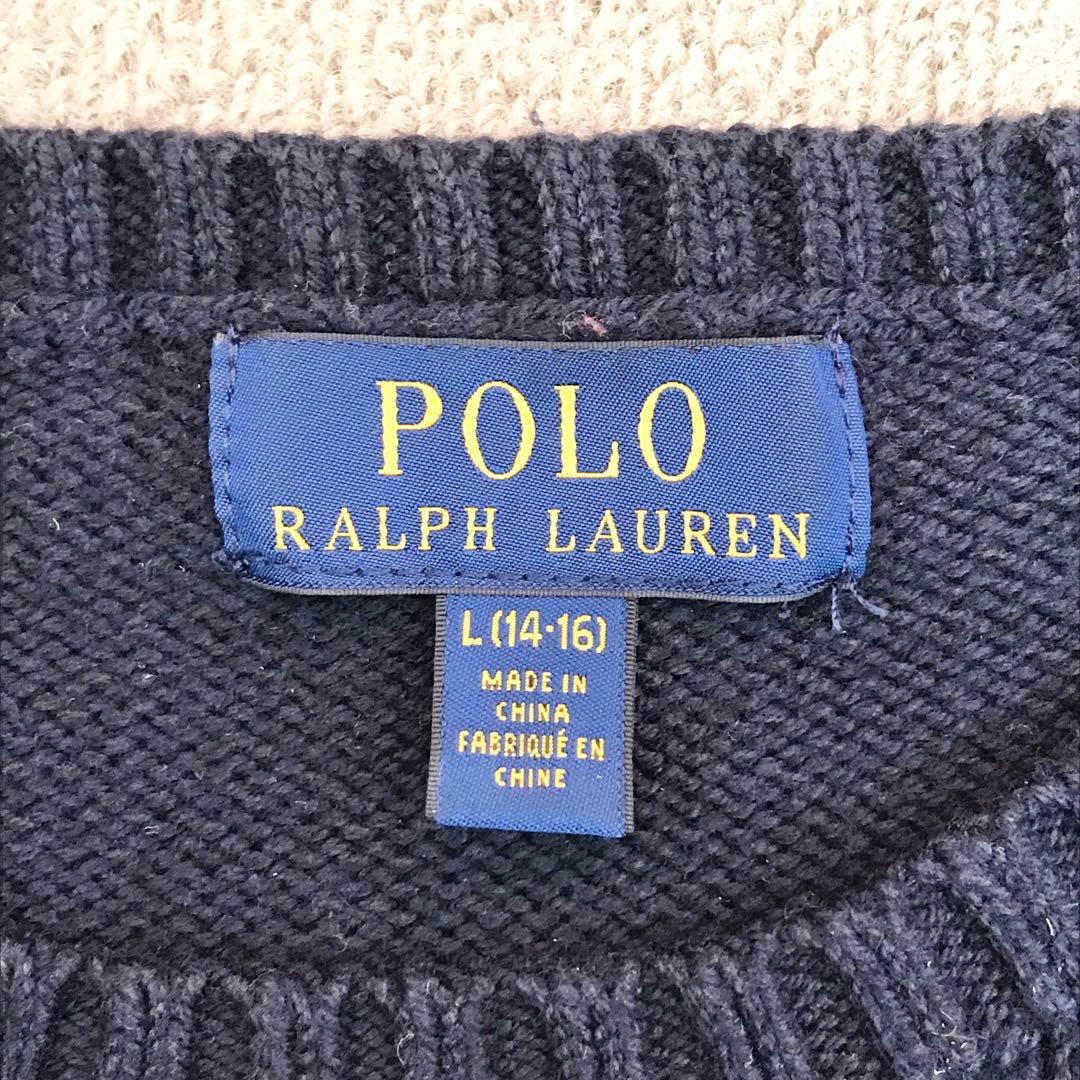 POLO
RALPH LAUREN
L (14-16)
MADE IN
CHINA
FABRIQUÉ EN
CHINE